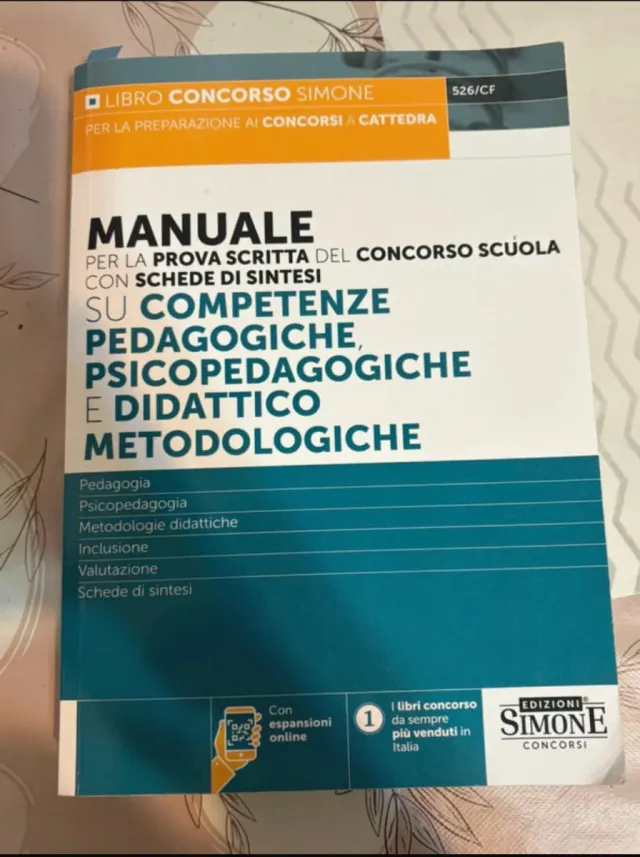 LIBRO CONCORSO SIMONE
526/CF
PER LA PREPARAZIONE AI CONCORSI A CATTEDRA
MANUALE
PER LA PROVA SCRITTA DEL CONCORSO SCUOLA
CON SCHEDE DI SINTESI
SU COMPETENZE
PEDAGOGICHE,
PSICOPEDAGOGICHE
E DIDATTICO
METODOLOGICHE
Pedagogia
Psicopedagogia
Metodologie didattiche
Inclusione
Valutazione
Schede di sintesi
Con
espansioni
online
1
I libri concorso
da sempre
più venduti in
Italia
EDIZIONI
SIMONE®
CONCORSI